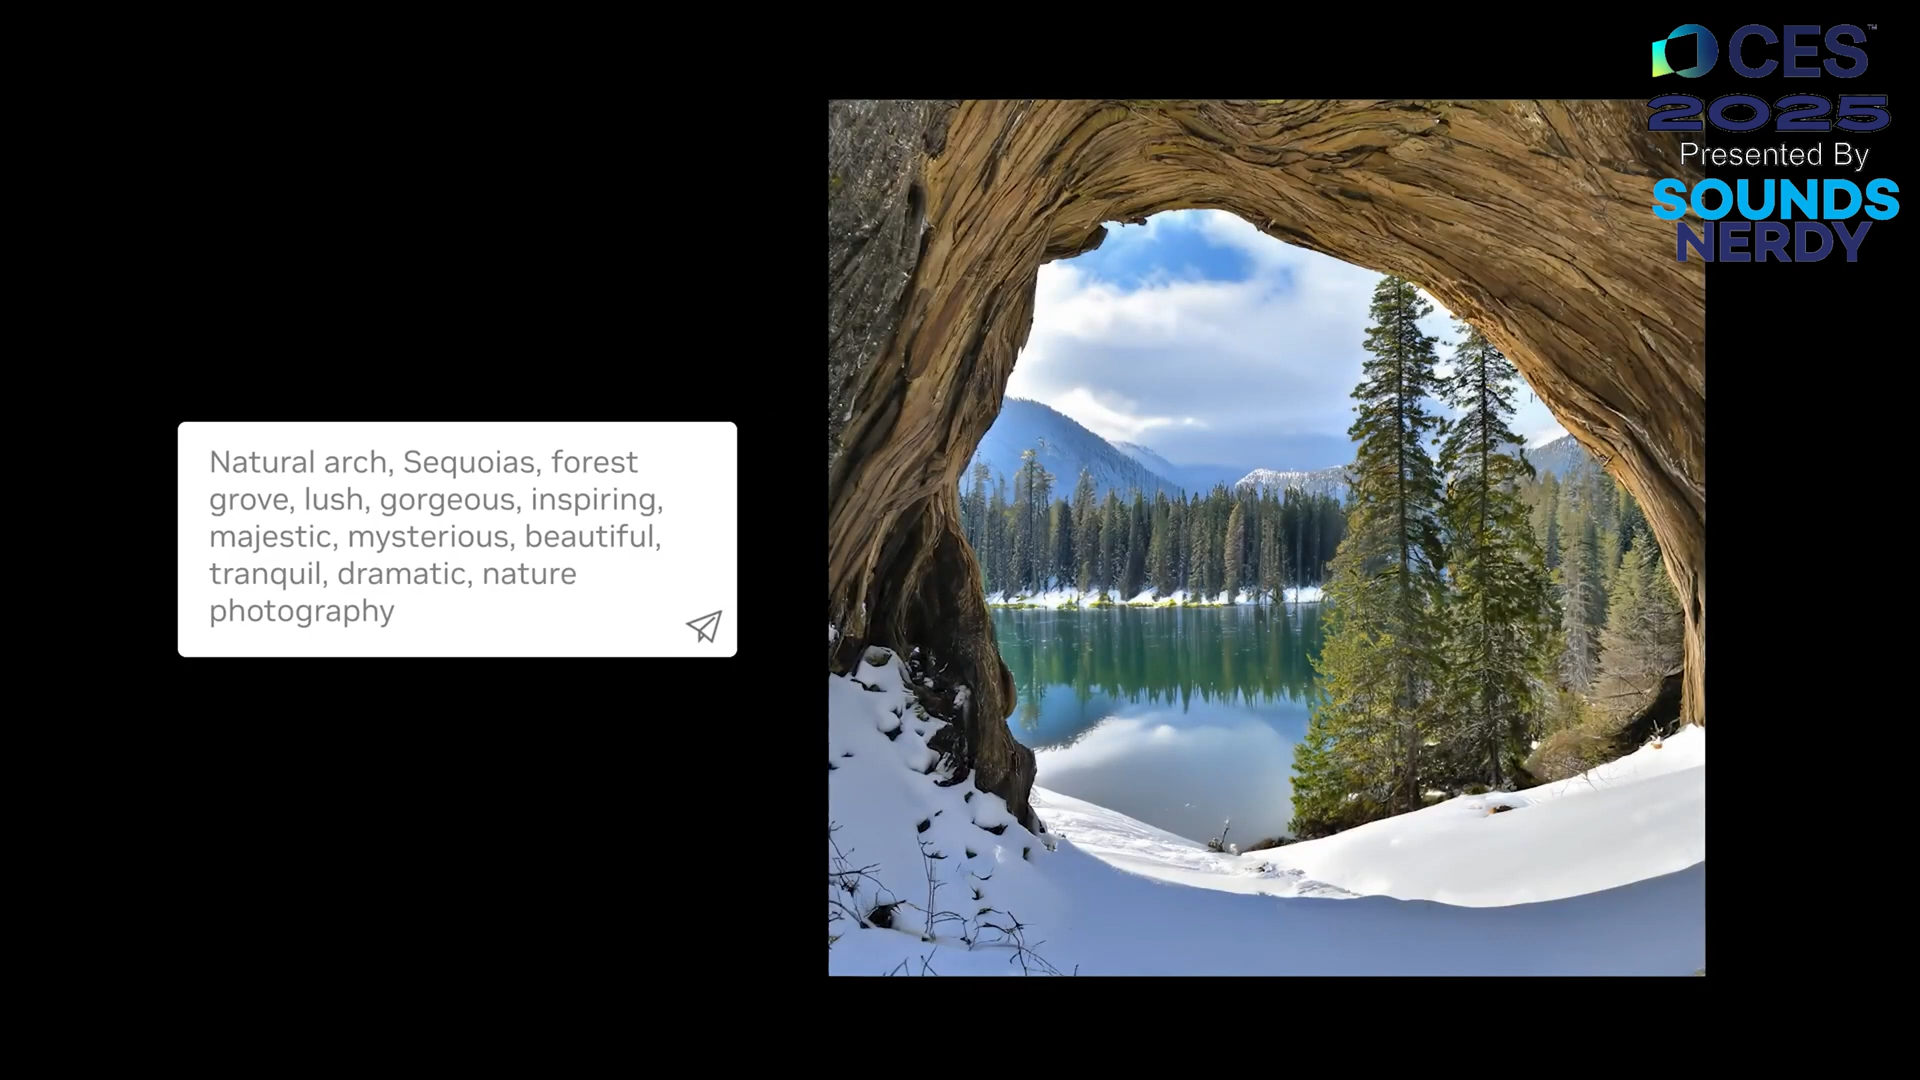 Natural arch, Sequoias, forest
grove, lush, gorgeous, inspiring,
majestic, mysterious, beautiful,
tranquil, dramatic, nature
photography
CES™
2025
Presented By
SOUNDS
NERDY